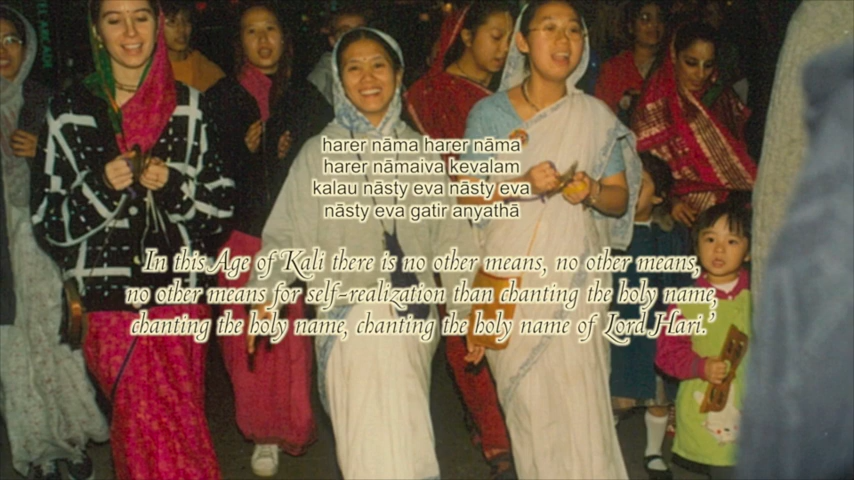 harer nāma harer nāma
harer nāmaiva kevalam
kalau nāsty eva nāsty eva
nāsty eva gatir anyathā
In this Age of Kali there is no other means, no other means,
no other means for self-realization than chanting the holy name,
chanting the holy name, chanting the holy name of Lord Hari.’